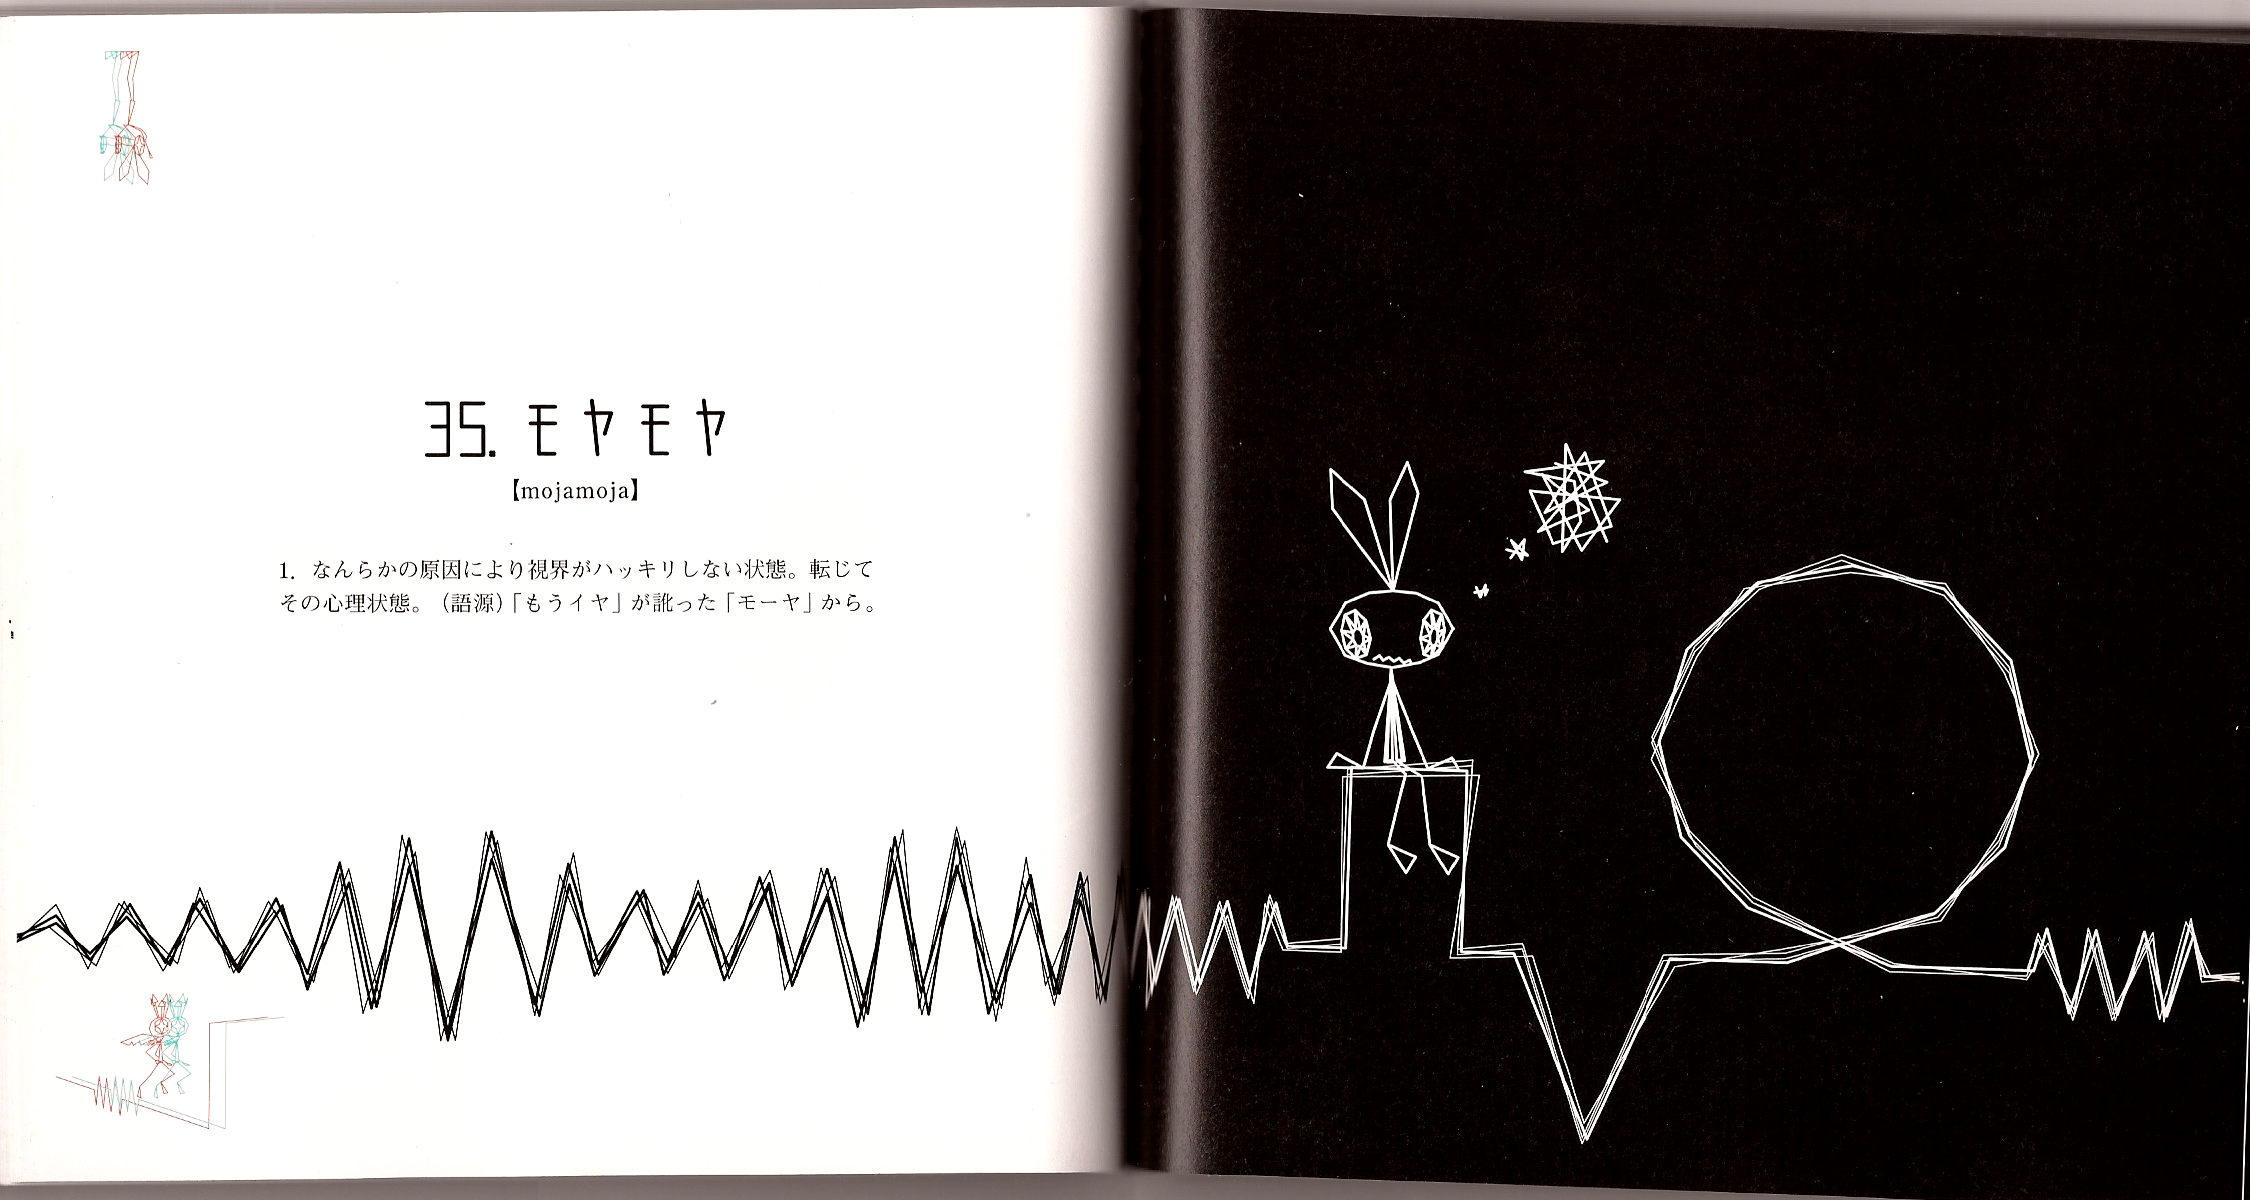 35. モヤモヤ
【mojamoja】
1. なんらかの原因により視界がハッキリしない状態。転じて
その心理状態。（語源）「もうイヤ」が訛った「モーヤ」から。